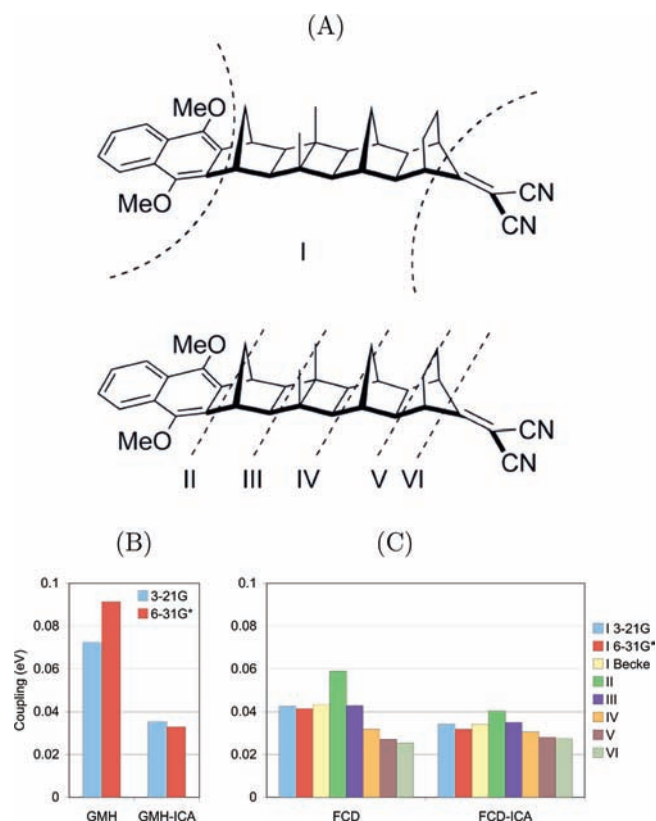 (A)
MeO
MeO
CN
CN
I
MeO
MeO
CN
CN
II III IV V VI
(B) (C)
0.1 0.1
0.08 0.08
0.06 0.06
0.04 0.04
0.02 0.02
0 0
Coupling (eV)
3-21G
6-31G*
GMH GMH-ICA
FCD FCD-ICA
I 3-21G
I 6-31G*
I Becke
II
III
IV
V
VI